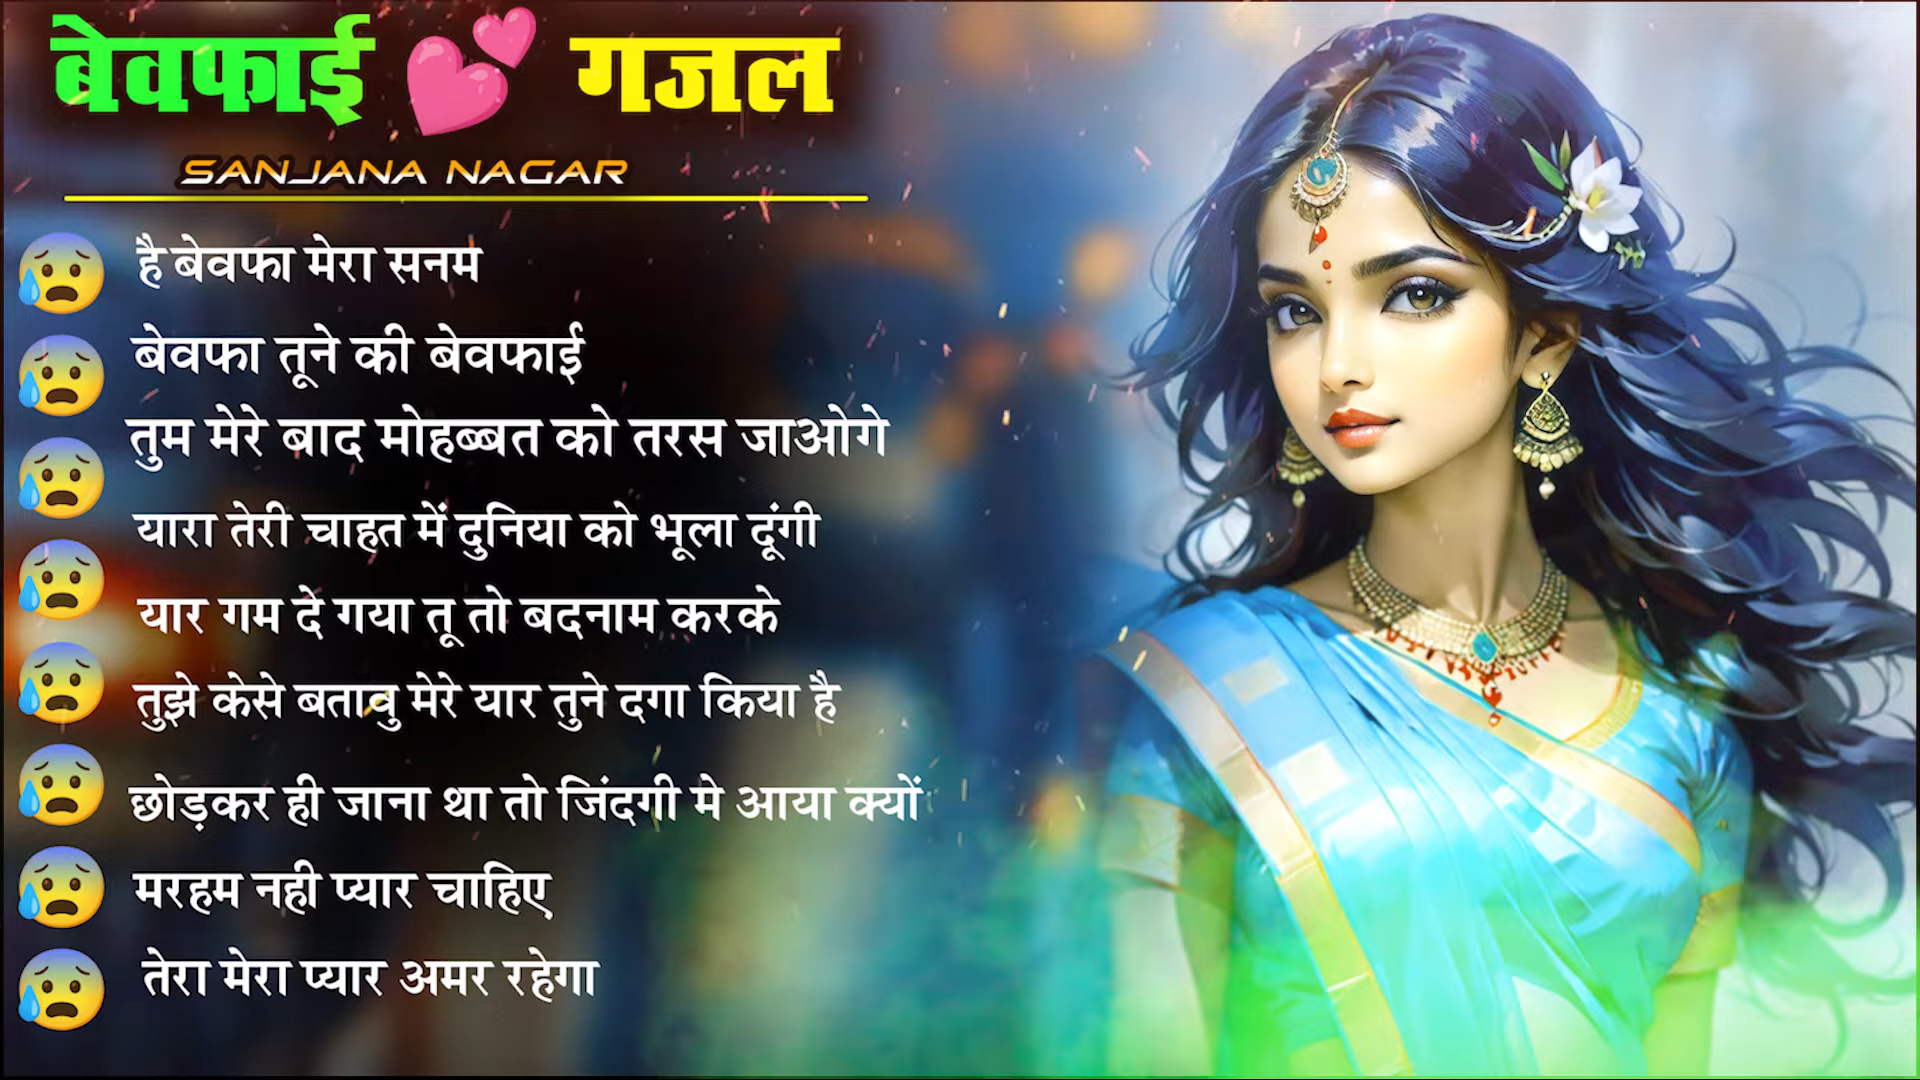 बेवफाई 💕 गजल
SANJANA NAGAR
है बेवफा मेरा सनम
बेवफा तूने की बेवफाई
तुम मेरे बाद मोहब्बत को तरस जाओगे
यारा तेरी चाहत में दुनिया को भूला दूंगी
यार गम दे गया तू तो बदनाम करके
तुझे केसे बतावु मेरे यार तुने दगा किया है
छोड़कर ही जाना था तो जिंदगी मे आया क्यों
मरहम नही प्यार चाहिए
तेरा मेरा प्यार अमर रहेगा